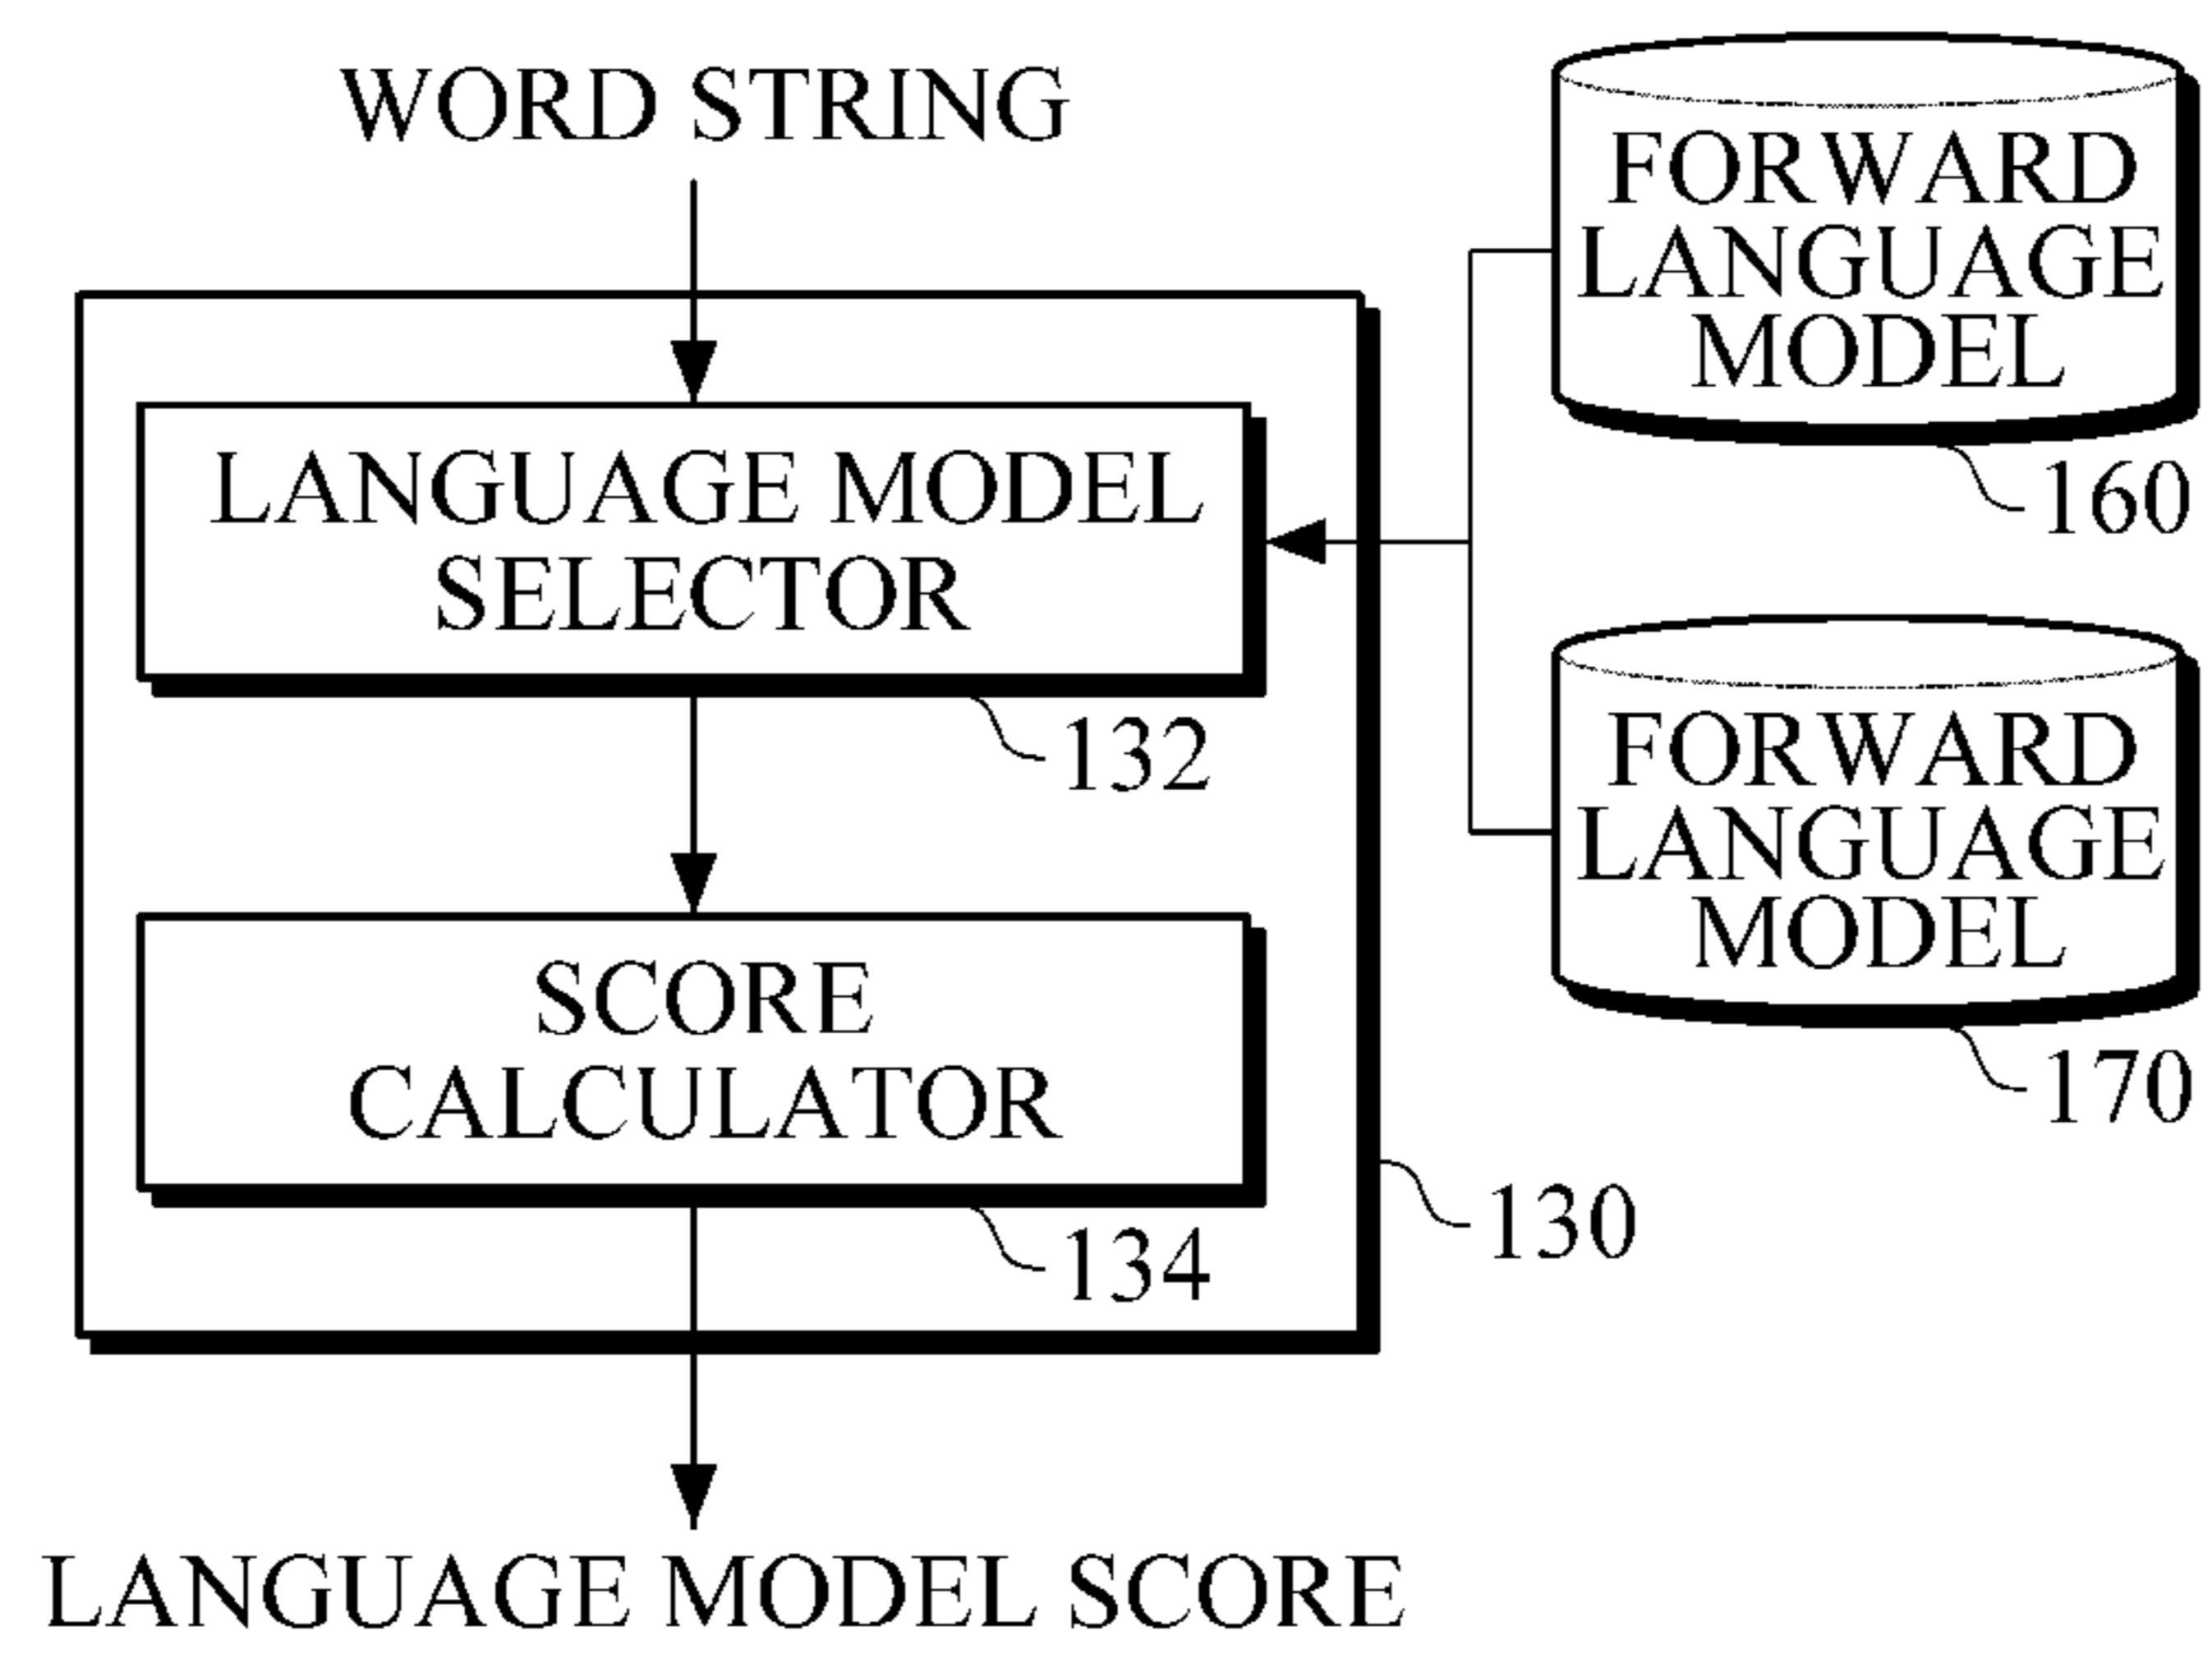 WORD STRING
FORWARD
LANGUAGE
MODEL
160
LANGUAGE MODEL
SELECTOR
132
FORWARD
LANGUAGE
MODEL
170
SCORE
CALCULATOR
134
130
LANGUAGE MODEL SCORE